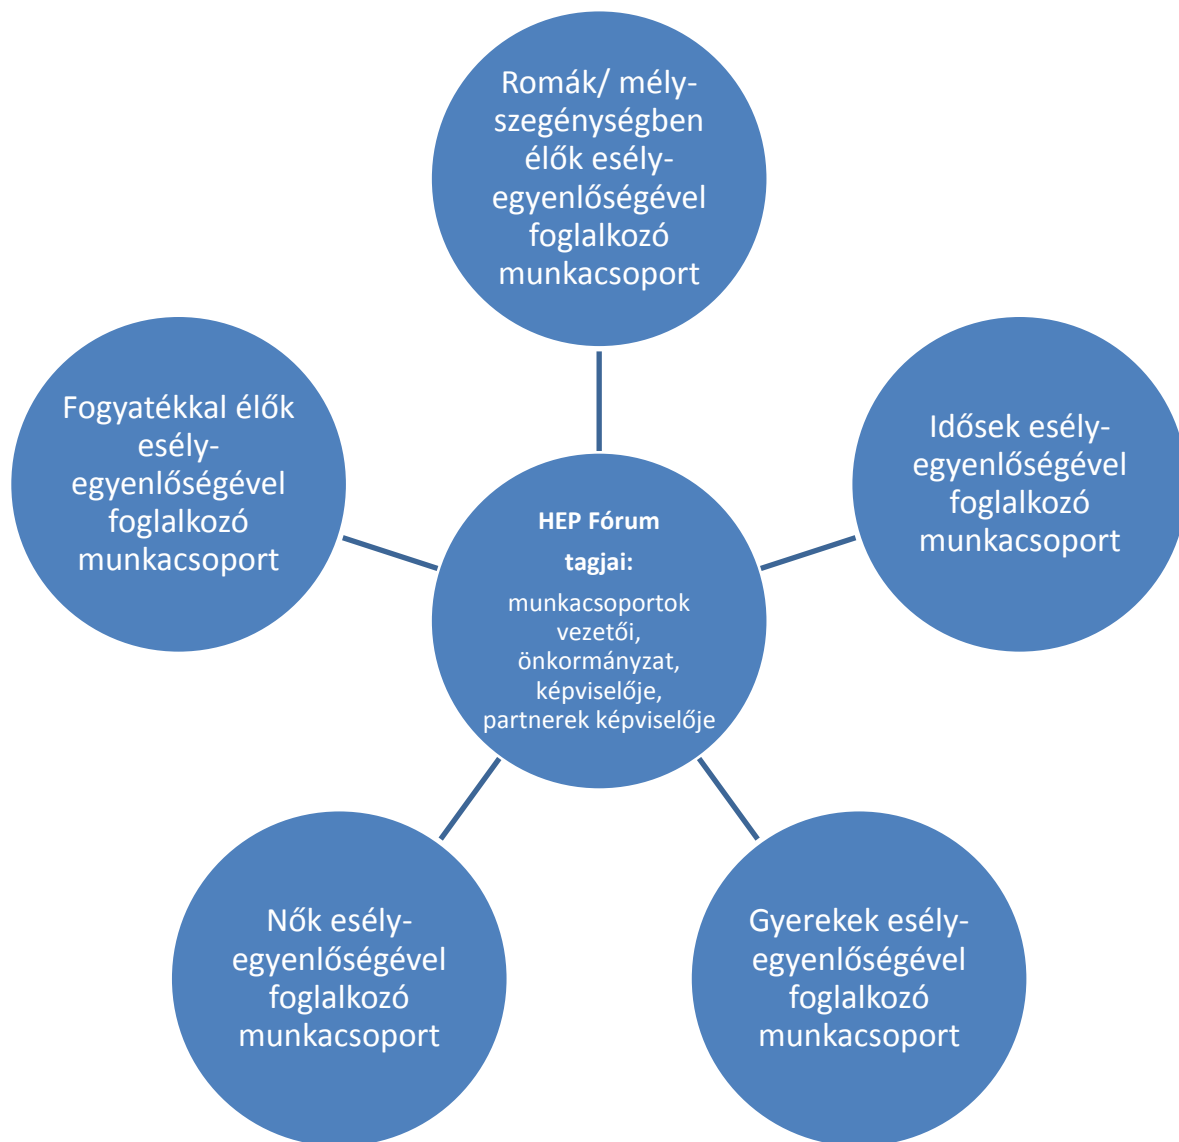 Romák/ mély-
szegénységben
élők esély-
egyenlőségével
foglalkozó
munkacsoport
Fogyatékkal élők
esély-
egyenlőségével
foglalkozó
munkacsoport
Idősek esély-
egyenlőségével
foglalkozó
munkacsoport
HEP Fórum
tagjai:
munkacsoportok
vezetői,
önkormányzat,
képviselője,
partnerek képviselője
Nők esély-
egyenlőségével
foglalkozó
munkacsoport
Gyerekek esély-
egyenlőségével
foglalkozó
munkacsoport